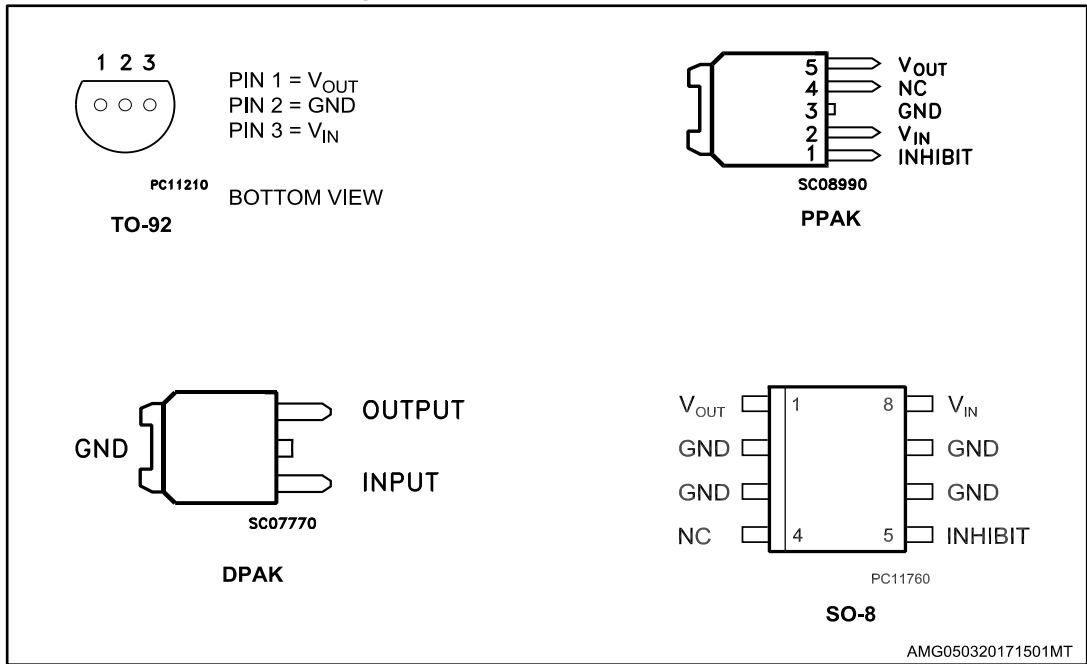 1 2 3
PIN 1 = VOUT
PIN 2 = GND
PIN 3 = VIN
PC11210
BOTTOM VIEW
TO-92
5 VOUT
4 NC
3 GND
2 VIN
1 INHIBIT
SC08990
PPAK
GND
OUTPUT
INPUT
SC07770
DPAK
VOUT 1 8 VIN
GND GND
GND GND
NC 4 5 INHIBIT
PC11760
SO-8
AMG050320171501MT